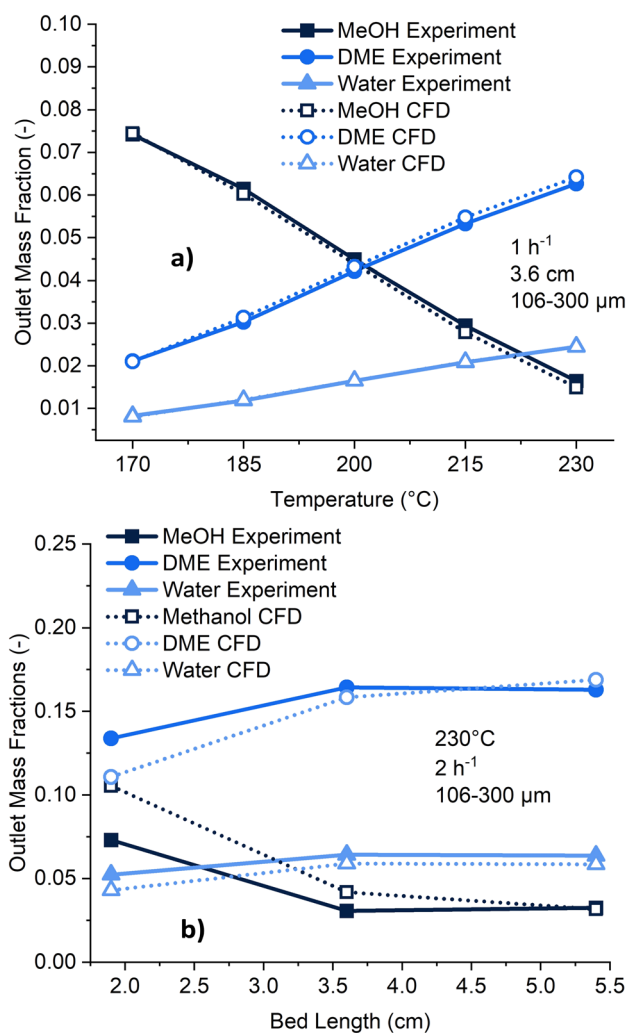 0.10
0.09
0.08
0.07
0.06
0.05
0.04
0.03
0.02
0.01
Outlet Mass Fraction (-)
MeOH Experiment
DME Experiment
Water Experiment
MeOH CFD
DME CFD
Water CFD
a)
1 h⁻¹
3.6 cm
106-300 µm
170 185 200 215 230
Temperature (°C)
0.25
0.20
0.15
0.10
0.05
0.00
Outlet Mass Fractions (-)
MeOH Experiment
DME Experiment
Water Experiment
Methanol CFD
DME CFD
Water CFD
230°C
2 h⁻¹
106-300 µm
b)
2.0 2.5 3.0 3.5 4.0 4.5 5.0 5.5
Bed Length (cm)